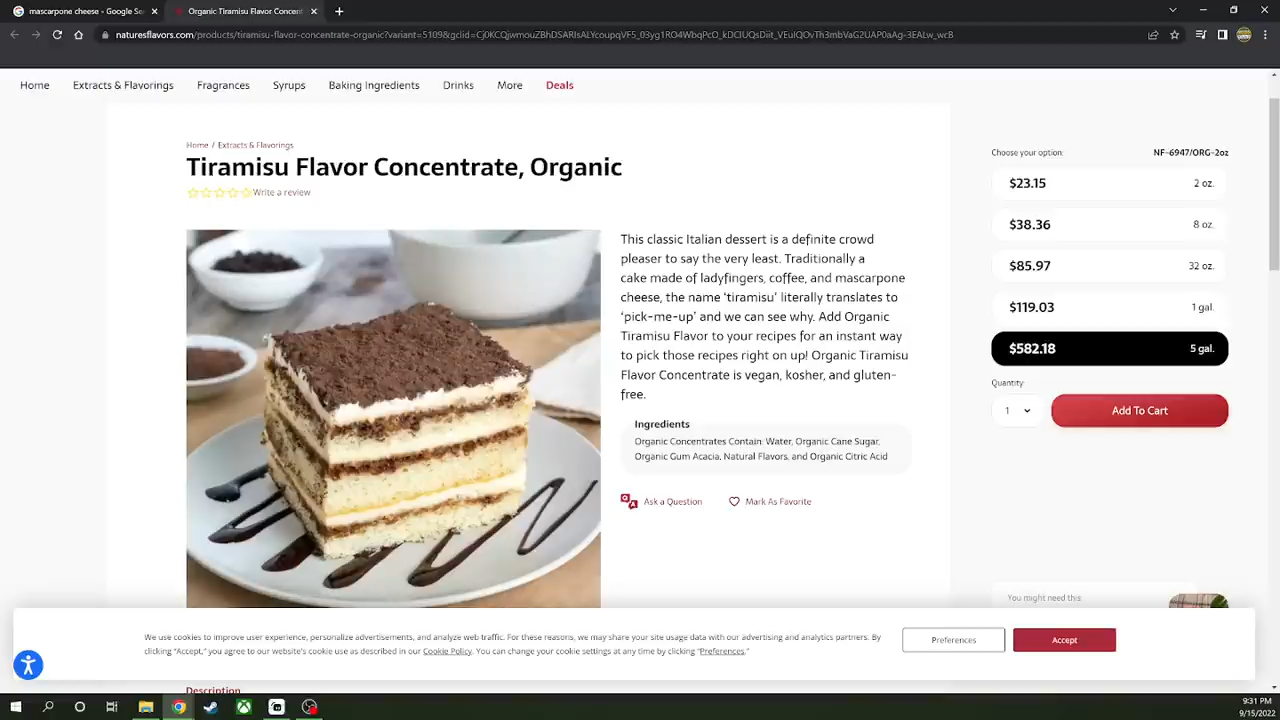 mascarpone cheese - Google Se
Organic Tiramisu Flavor Concent
naturesflavors.com/products/tiramisu-flavor-concentrate-organic?variant=5109&gclid=
Home
Extracts & Flavorings
Fragrances
Syrups
Baking Ingredients
Drinks
More
Deals
Home / Extracts & Flavorings
Tiramisu Flavor Concentrate, Organic
Write a review
This classic Italian dessert is a definite crowd
pleaser to say the very least. Traditionally a
cake made of ladyfingers, coffee, and mascarpone
cheese, the name ‘tiramisu’ literally translates to
‘pick-me-up’ and we can see why. Add Organic
Tiramisu Flavor to your recipes for an instant way
to pick those recipes right on up! Organic Tiramisu
Flavor Concentrate is vegan, kosher, and gluten-
free.
Ingredients
Organic Concentrates Contain: Water, Organic Cane Sugar,
Organic Gum Acacia, Natural Flavors, and Organic Citric Acid
Ask a Question
Mark As Favorite
Choose your option:
NF-6947/ORG-2oz
$23.15 2 oz.
$38.36 8 oz.
$85.97 32 oz.
$119.03 1 gal.
$582.18 5 gal.
Quantity:
1
Add To Cart
You might need this
We use cookies to improve user experience, personalize advertisements, and analyze web traffic. For these reasons, we may share your site usage data with our advertising and analytics partners. By
clicking “Accept,” you agree to our website's cookie use as described in our Cookie Policy. You can change your cookie settings at any time by clicking “Preferences.”
Preferences
Accept
Description
9:31 PM
9/15/2022